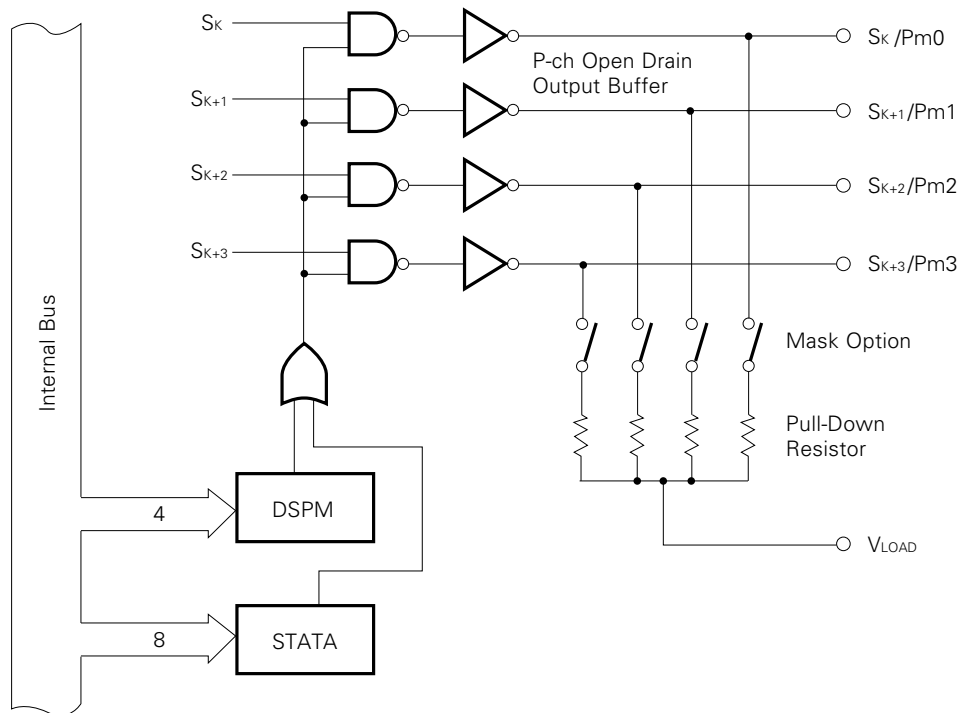 SK
SK/Pm0
P-ch Open Drain
Output Buffer
SK+1
SK+1/Pm1
SK+2
SK+2/Pm2
SK+3
SK+3/Pm3
Internal Bus
Mask Option
Pull-Down
Resistor
DSPM
4
VLOAD
STATA
8